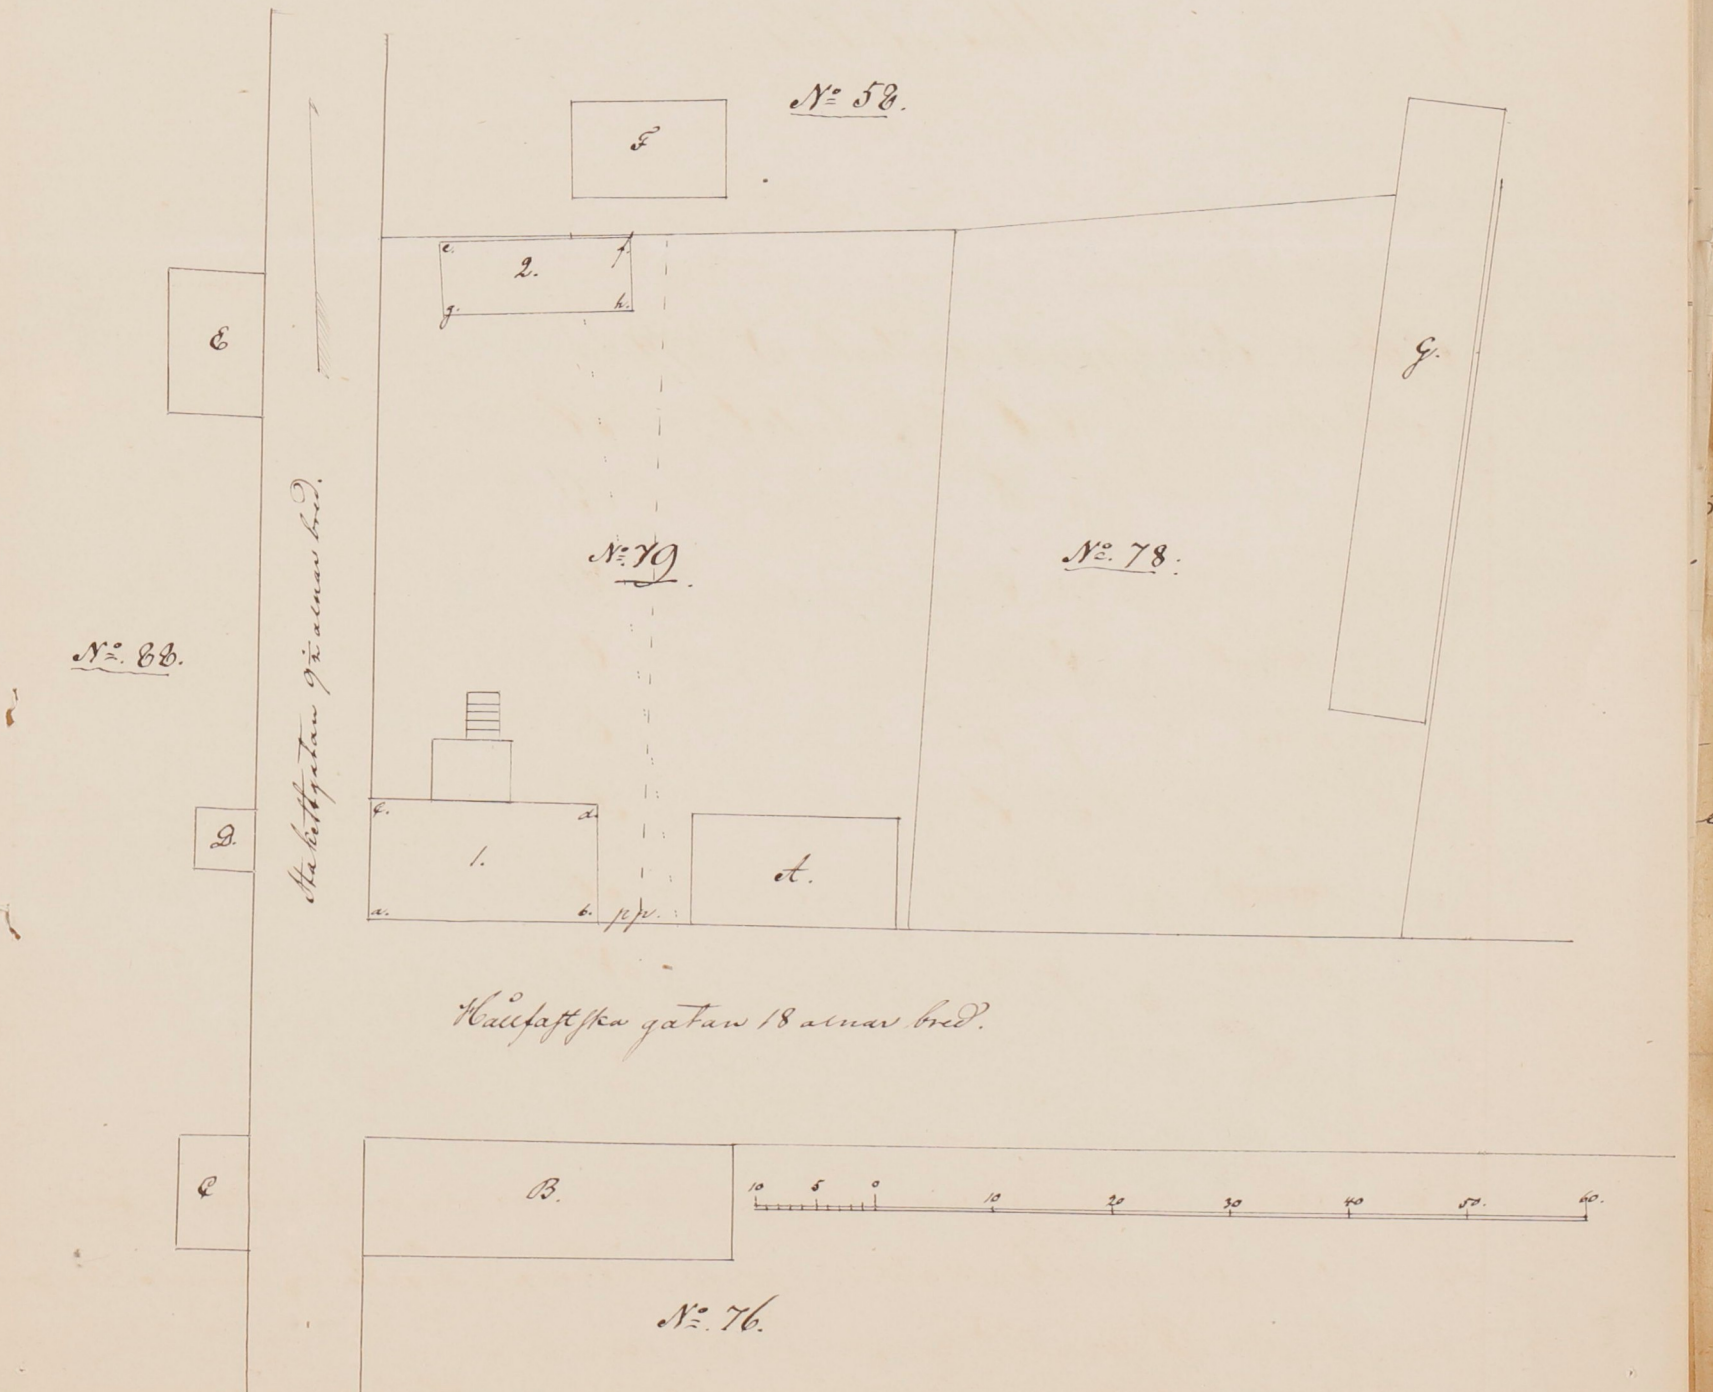 No 58.
F
e. f.
2.
g. h.
E
G.
Stakettgatan 9½ alnar bred.
No. 79.
No. 78.
No. 88.
c. d.
D.
1.
A.
a. b. p p.
Hållfastska gatan 18 alnar bred.
C
B.
10 5 0 10 20 30 40 50. 60.
No. 76.